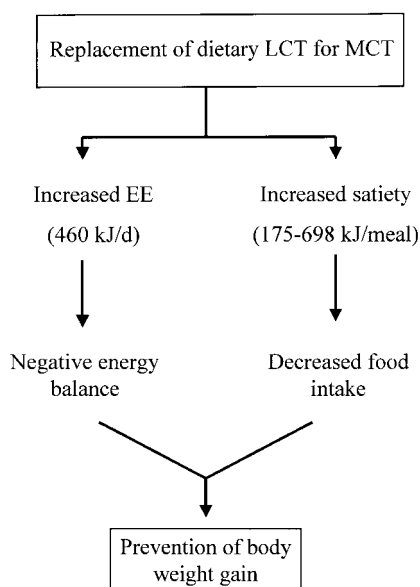 Replacement of dietary LCT for MCT
Increased EE
(460 kJ/d)
Increased satiety
(175-698 kJ/meal)
Negative energy
balance
Decreased food
intake
Prevention of body
weight gain